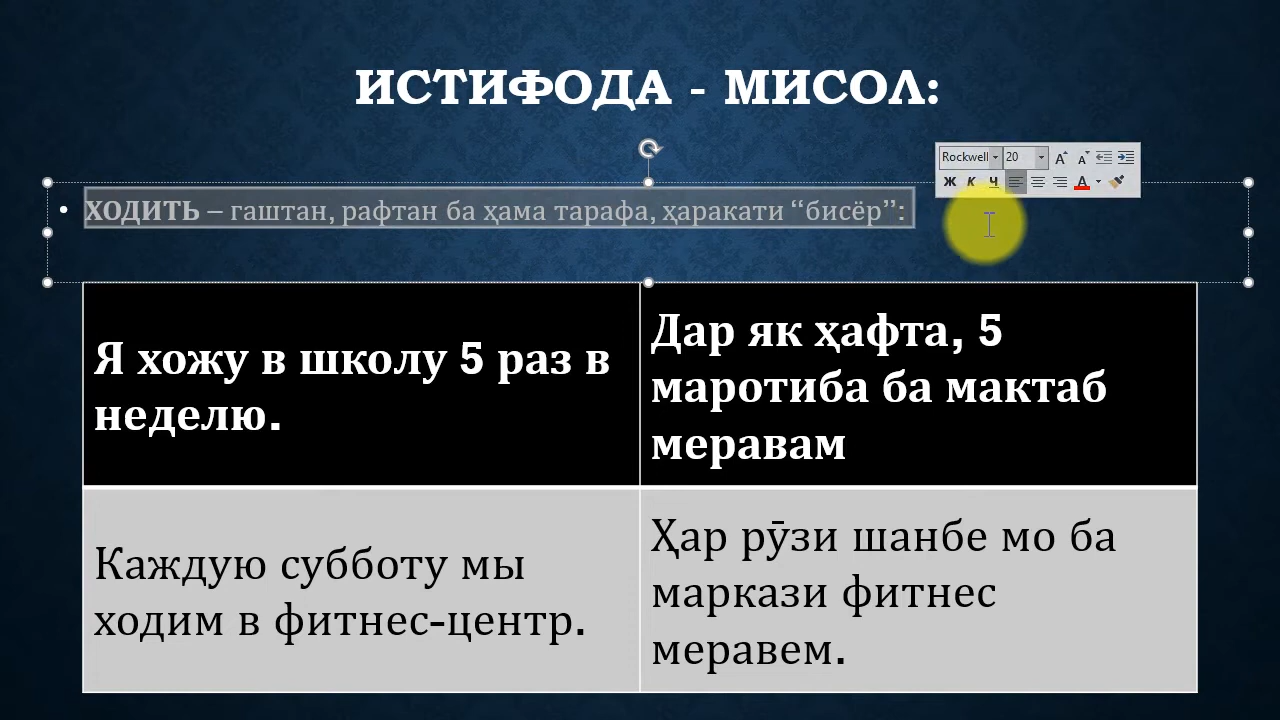 ИСТИФОДА - МИСОЛ:
Rockwell 20
Ж К Ч A
• ХОДИТЬ – гаштан, рафтан ба ҳама тарафа, ҳаракати “бисёр”:
Я хожу в школу 5 раз в
неделю.
Дар як ҳафта, 5
маротиба ба мактаб
меравам
Каждую субботу мы
ходим в фитнес-центр.
Ҳар рӯзи шанбе мо ба
маркази фитнес
меравем.